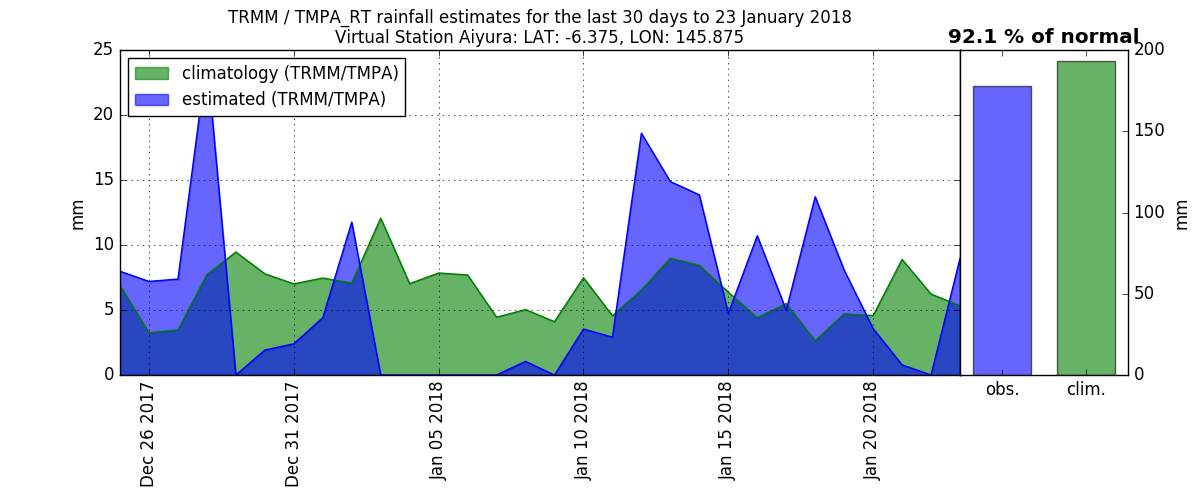 TRMM / TMPA_RT rainfall estimates for the last 30 days to 23 January 2018
Virtual Station Aiyura: LAT: -6.375, LON: 145.875
92.1 % of normal
climatology (TRMM/TMPA)
estimated (TRMM/TMPA)
25
20
15
10
5
0
mm
200
150
100
50
0
mm
Dec 26 2017
Dec 31 2017
Jan 05 2018
Jan 10 2018
Jan 15 2018
Jan 20 2018
obs.
clim.